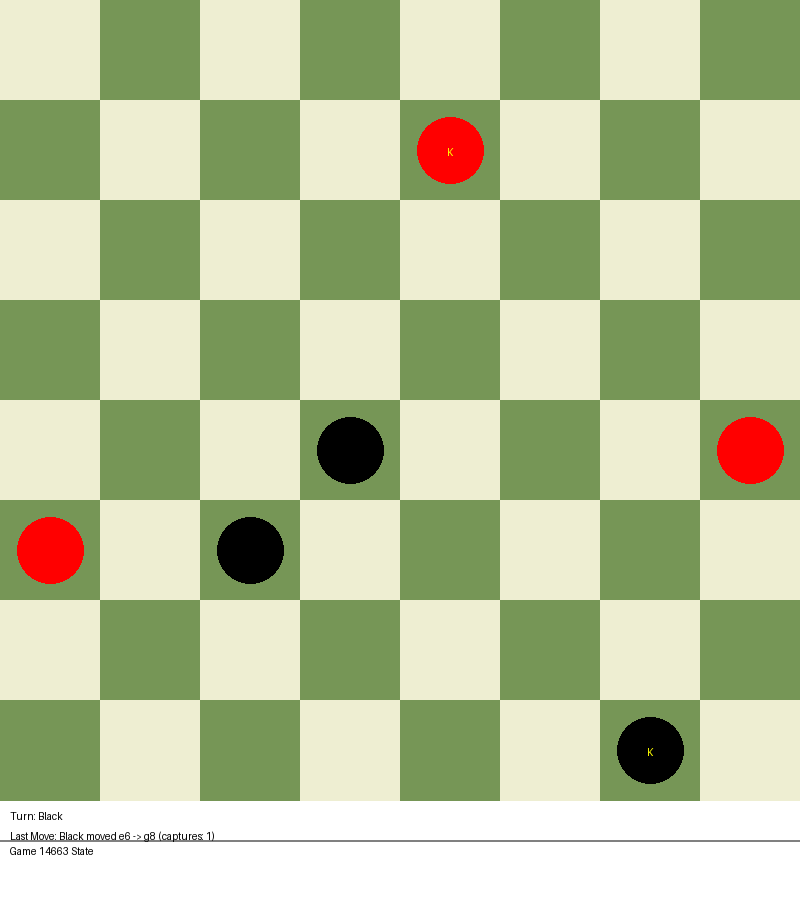 K
K
Turn: Black
Last Move: Black moved e6 -> g8 (captures: 1)
Game 14663 State